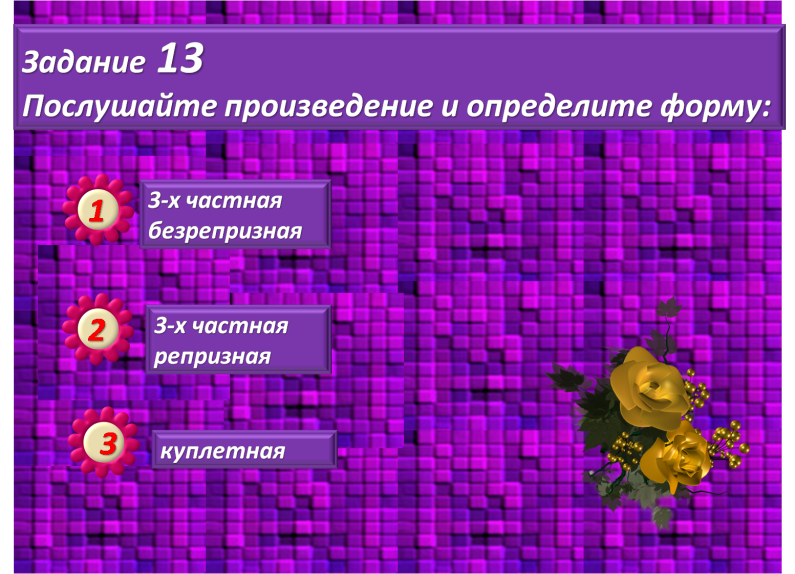 Задание 13
Послушайте произведение и определите форму:
1
3-х частная
безрепризная
2
3-х частная
репризная
3
куплетная